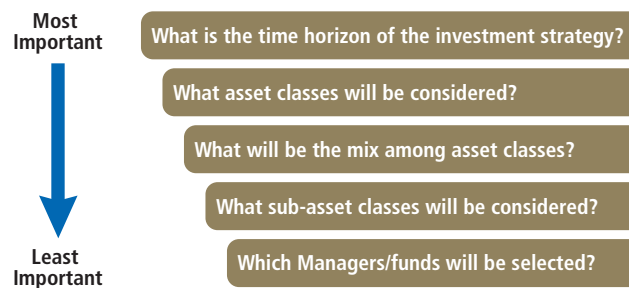 Most
Important
What is the time horizon of the investment strategy?
What asset classes will be considered?
What will be the mix among asset classes?
What sub-asset classes will be considered?
Which Managers/funds will be selected?
Least
Important